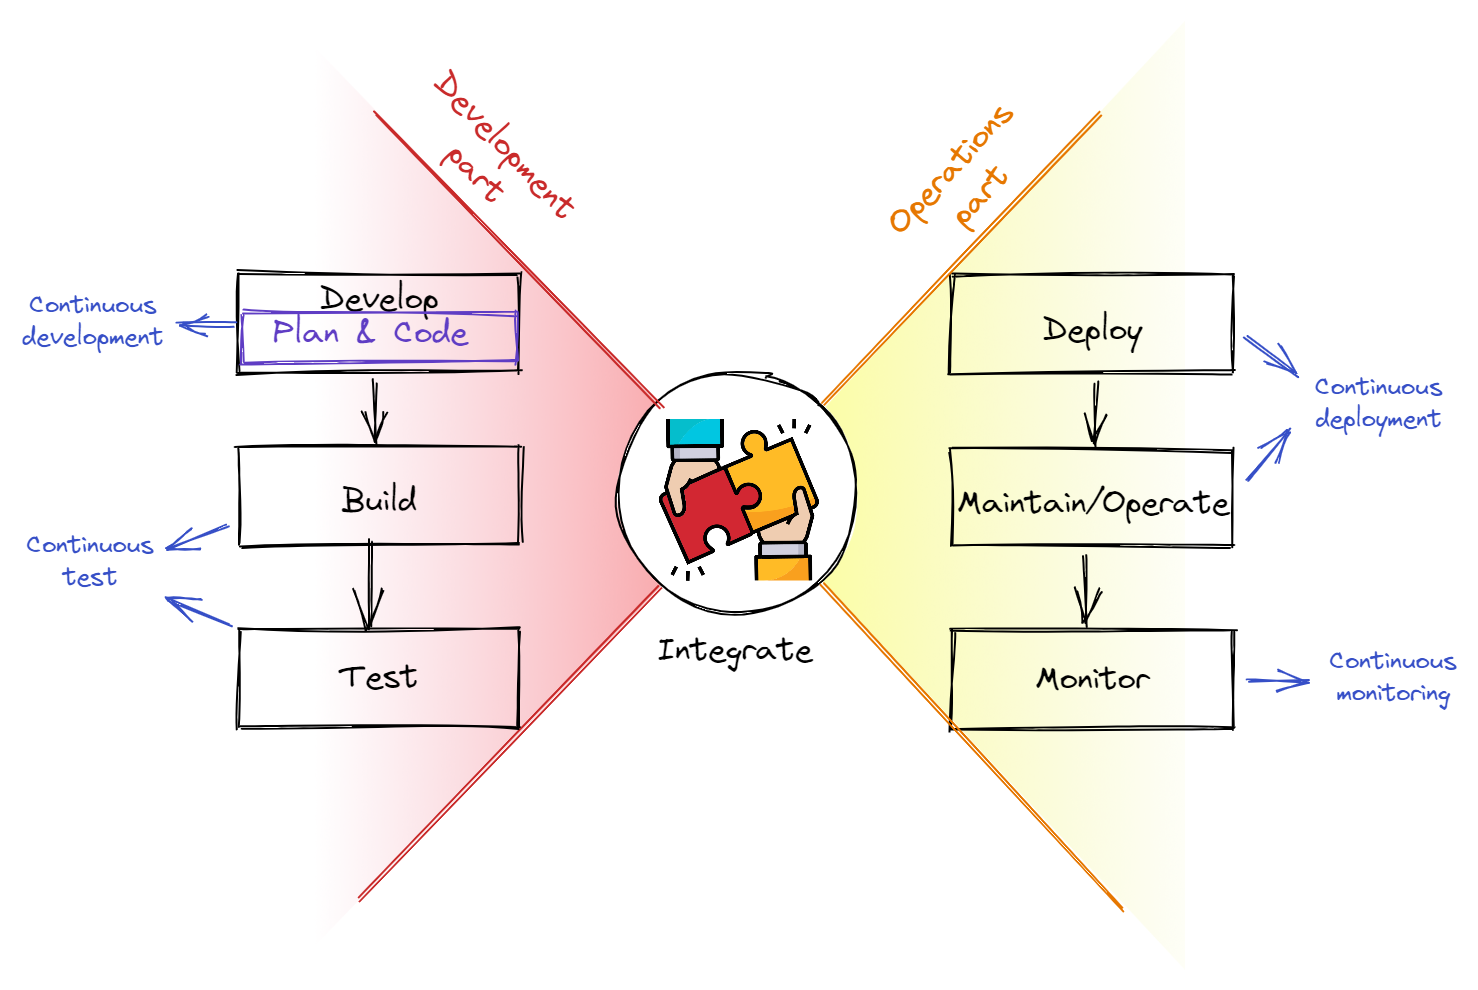 Development
part
Operations
part
Continuous
development
Develop
Plan & Code
Deploy
Continuous
deployment
Build
Maintain/Operate
Continuous
test
Integrate
Test
Monitor
Continuous
monitoring